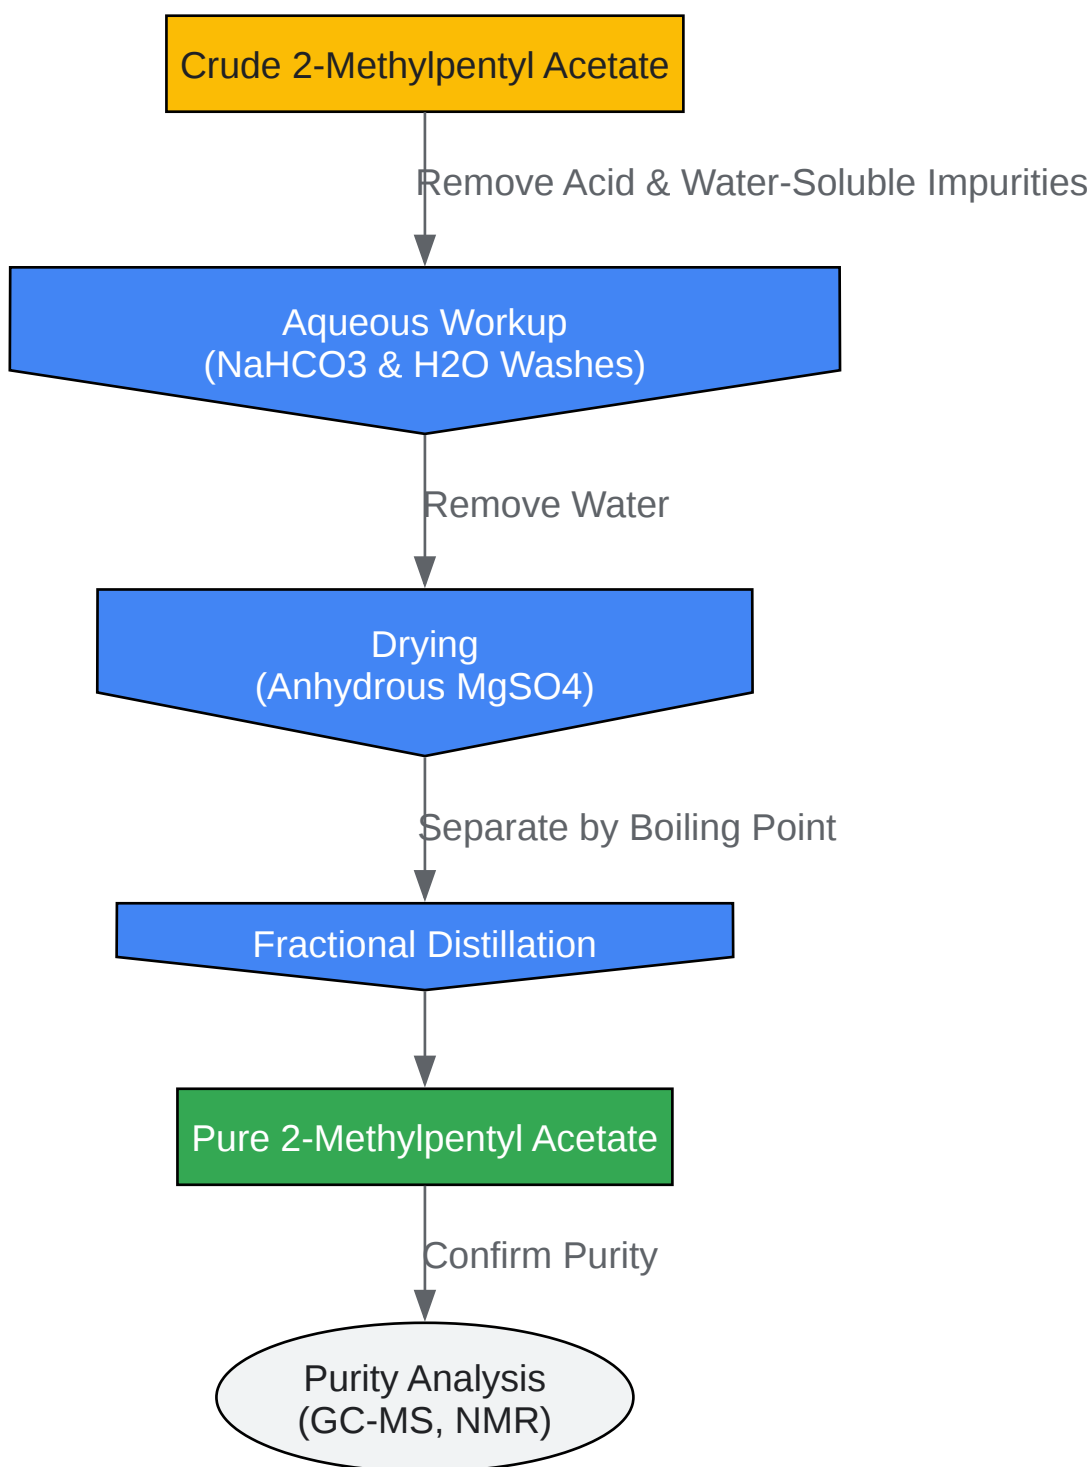 Crude 2-Methylpentyl Acetate
Remove Acid & Water-Soluble Impurities
Aqueous Workup
(NaHCO3 & H2O Washes)
Remove Water
Drying
(Anhydrous MgSO4)
Separate by Boiling Point
Fractional Distillation
Pure 2-Methylpentyl Acetate
Confirm Purity
Purity Analysis
(GC-MS, NMR)